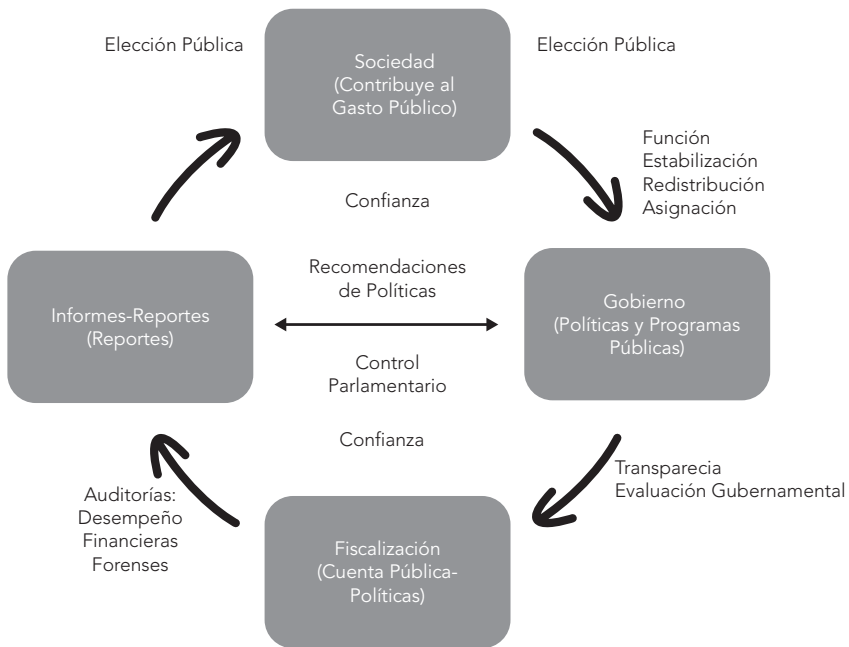 Elección Pública
Sociedad
(Contribuye al
Gasto Público)
Elección Pública
Función
Estabilización
Redistribución
Asignación
Confianza
Informes-Reportes
(Reportes)
Recomendaciones
de Políticas
Control
Parlamentario
Gobierno
(Políticas y Programas
Públicas)
Confianza
Transparecia
Evaluación Gubernamental
Auditorías:
Desempeño
Financieras
Forenses
Fiscalización
(Cuenta Pública-
Políticas)